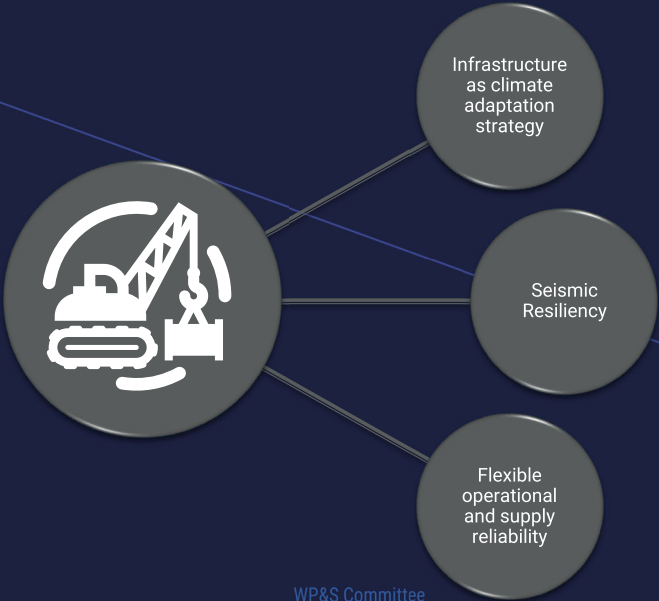 Infrastructure
as climate
adaptation
strategy
Seismic
Resiliency
Flexible
operational
and supply
reliability
WP&S Committee